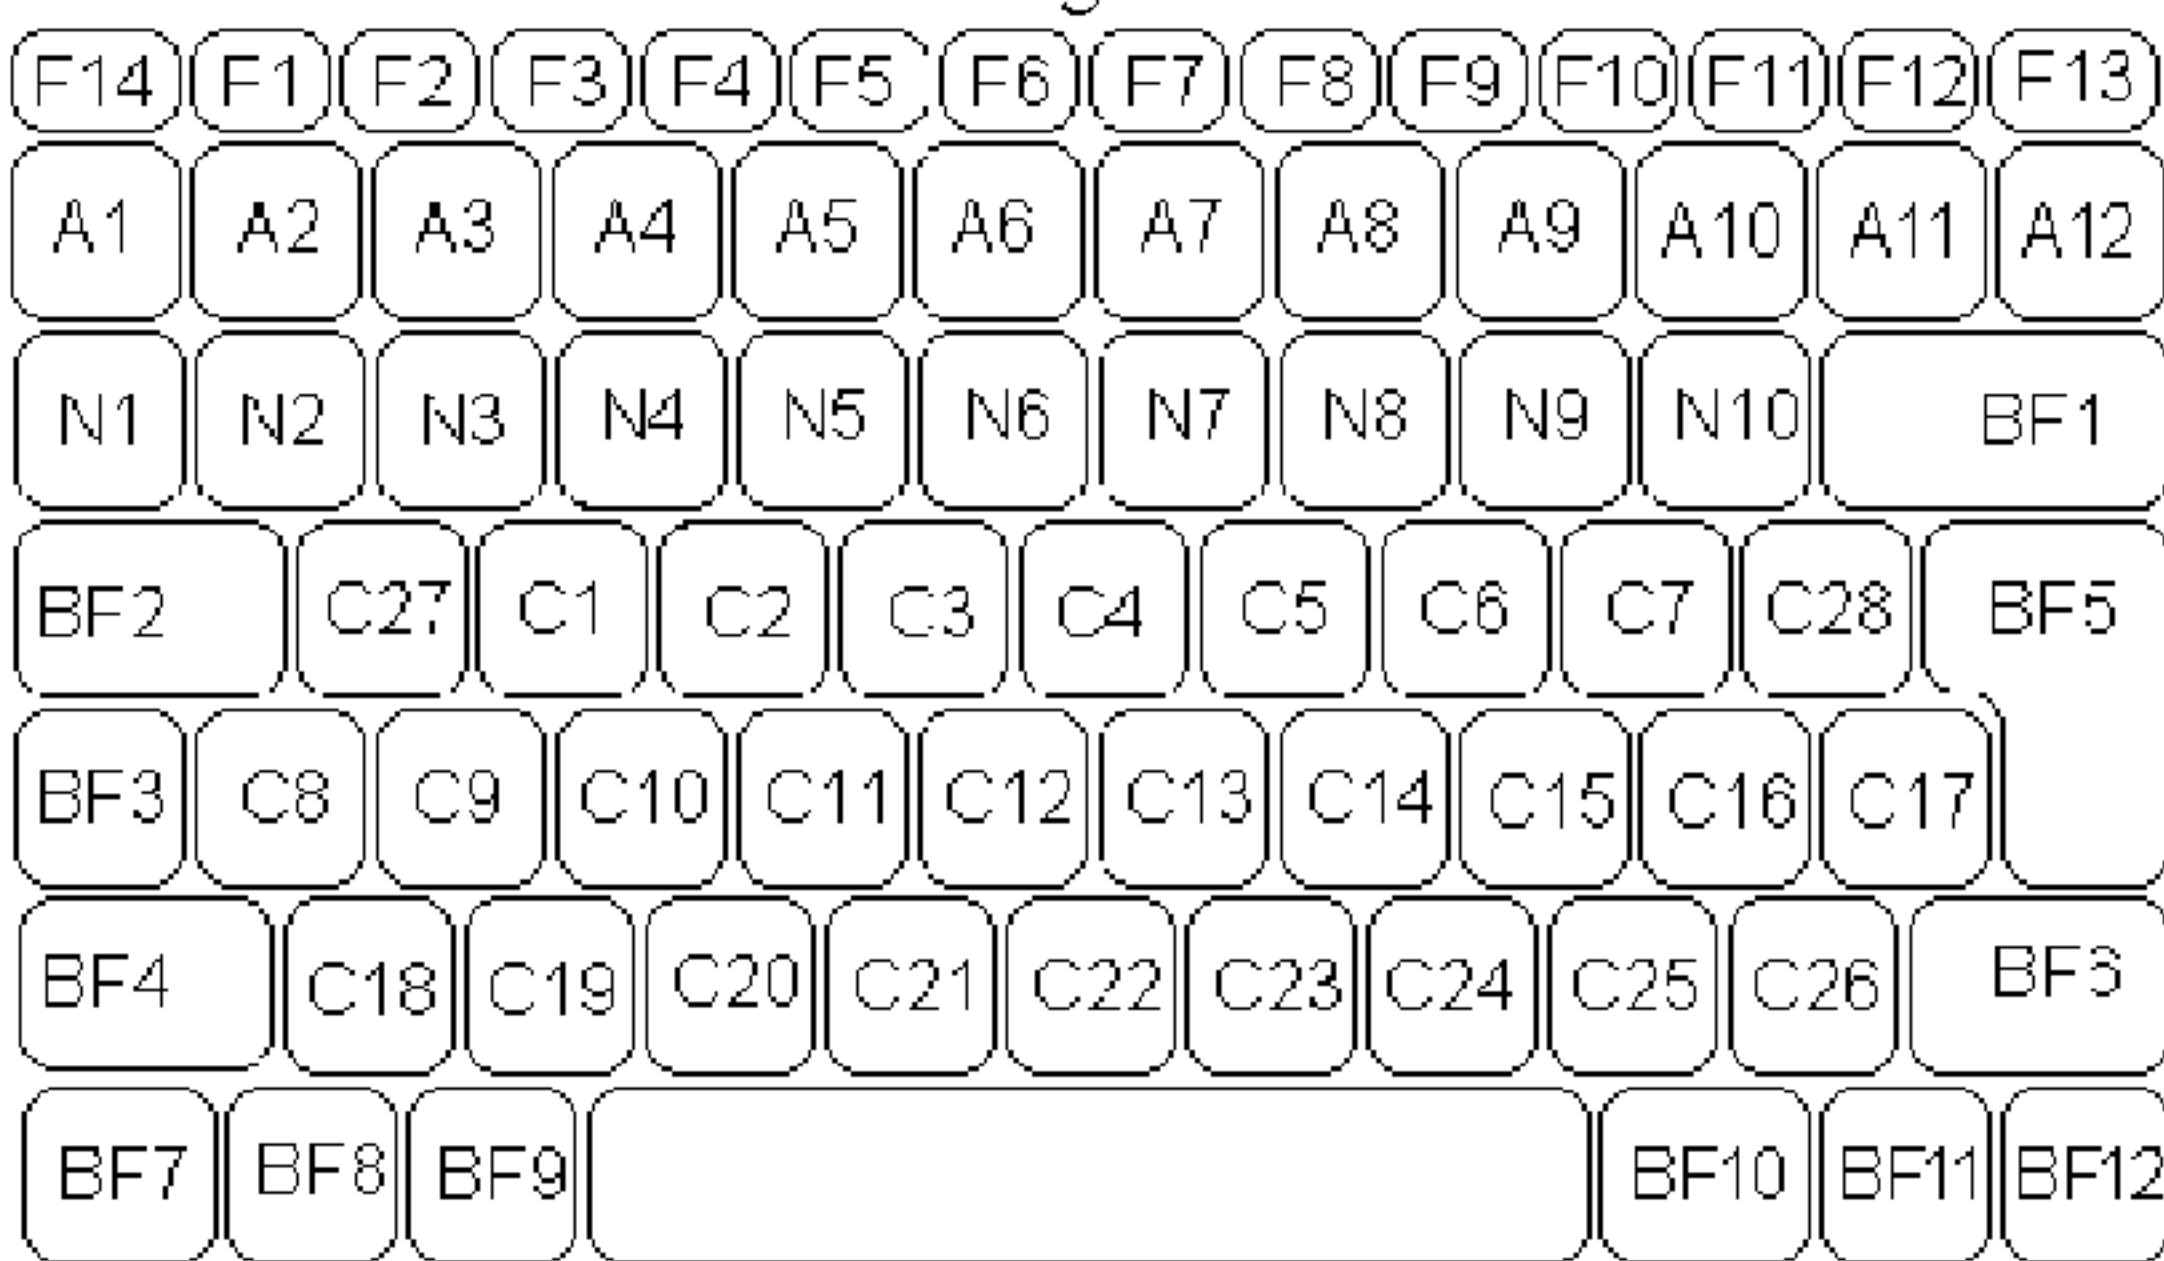 F14 F1 F2 F3 F4 F5 F6 F7 F8 F9 F10 F11 F12 F13
A1 A2 A3 A4 A5 A6 A7 A8 A9 A10 A11 A12
N1 N2 N3 N4 N5 N6 N7 N8 N9 N10 BF1
BF2 C27 C1 C2 C3 C4 C5 C6 C7 C28 BF5
BF3 C8 C9 C10 C11 C12 C13 C14 C15 C16 C17
BF4 C18 C19 C20 C21 C22 C23 C24 C25 C26 BF6
BF7 BF8 BF9 BF10 BF11 BF12